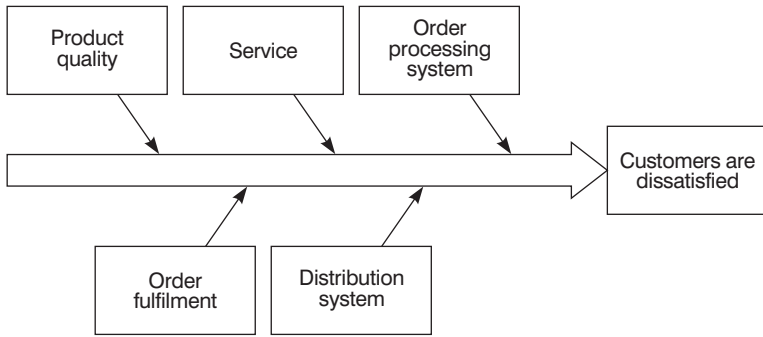 Product
quality
Service
Order
processing
system
Customers are
dissatisfied
Order
fulfilment
Distribution
system